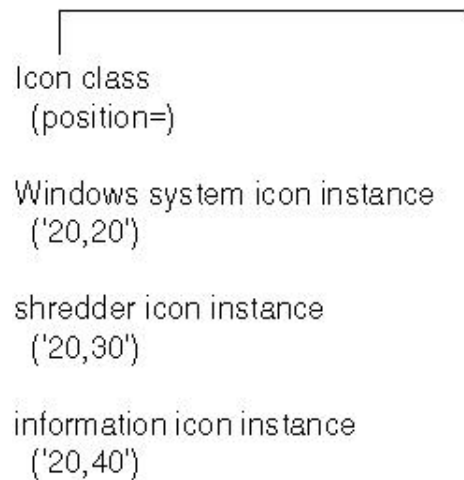 Icon class
(position=)
Windows system icon instance
('20,20')
shredder icon instance
('20,30')
information icon instance
('20,40')